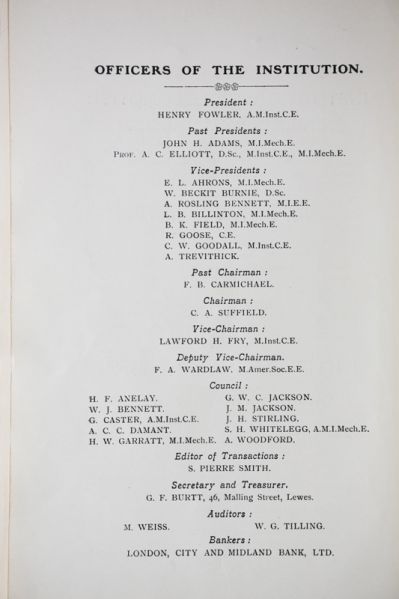 OFFICERS OF THE INSTITUTION.
President :
HENRY FOWLER, A.M.Inst.C.E.
Past Presidents :
JOHN H. ADAMS, M.I.Mech.E.
PROF. A. C. ELLIOTT, D.Sc., M.Inst.C.E., M.I.Mech.E.
Vice-Presidents :
E. L. AHRONS, M.I.Mech.E.
W. BECKIT BURNIE, D.Sc.
A. ROSLING BENNETT, M.I.E.E.
L. B. BILLINTON, M.I.Mech.E.
B. K. FIELD, M.I.Mech.E.
R. GOOSE, C.E.
C. W. GOODALL, M.Inst.C.E.
A. TREVITHICK.
Past Chairman :
F. B. CARMICHAEL.
Chairman :
C. A. SUFFIELD.
Vice-Chairman :
LAWFORD H. FRY, M.Inst.C.E.
Deputy Vice-Chairman.
F. A. WARDLAW, M.Amer.Soc.E.E.
Council :
H. F. ANELAY. G. W. C. JACKSON.
W. J. BENNETT. J. M. JACKSON.
G. CASTER, A.M.Inst.C.E. J. H. STIRLING.
A. C. C. DAMANT. S. H. WHITELEGG, A.M.I.Mech.E.
H. W. GARRATT, M.I.Mech.E. A. WOODFORD.
Editor of Transactions :
S. PIERRE SMITH.
Secretary and Treasurer.
G. F. BURTT, 46, Malling Street, Lewes.
Auditors :
M. WEISS. W. G. TILLING.
Bankers :
LONDON, CITY AND MIDLAND BANK, LTD.